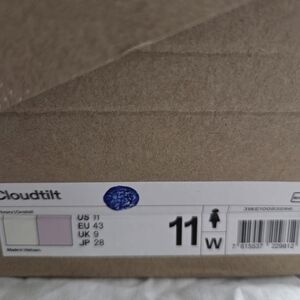 Cloudtilt
US 11
EU 43
UK 9
JP 28
11
W
Made in Vietnam